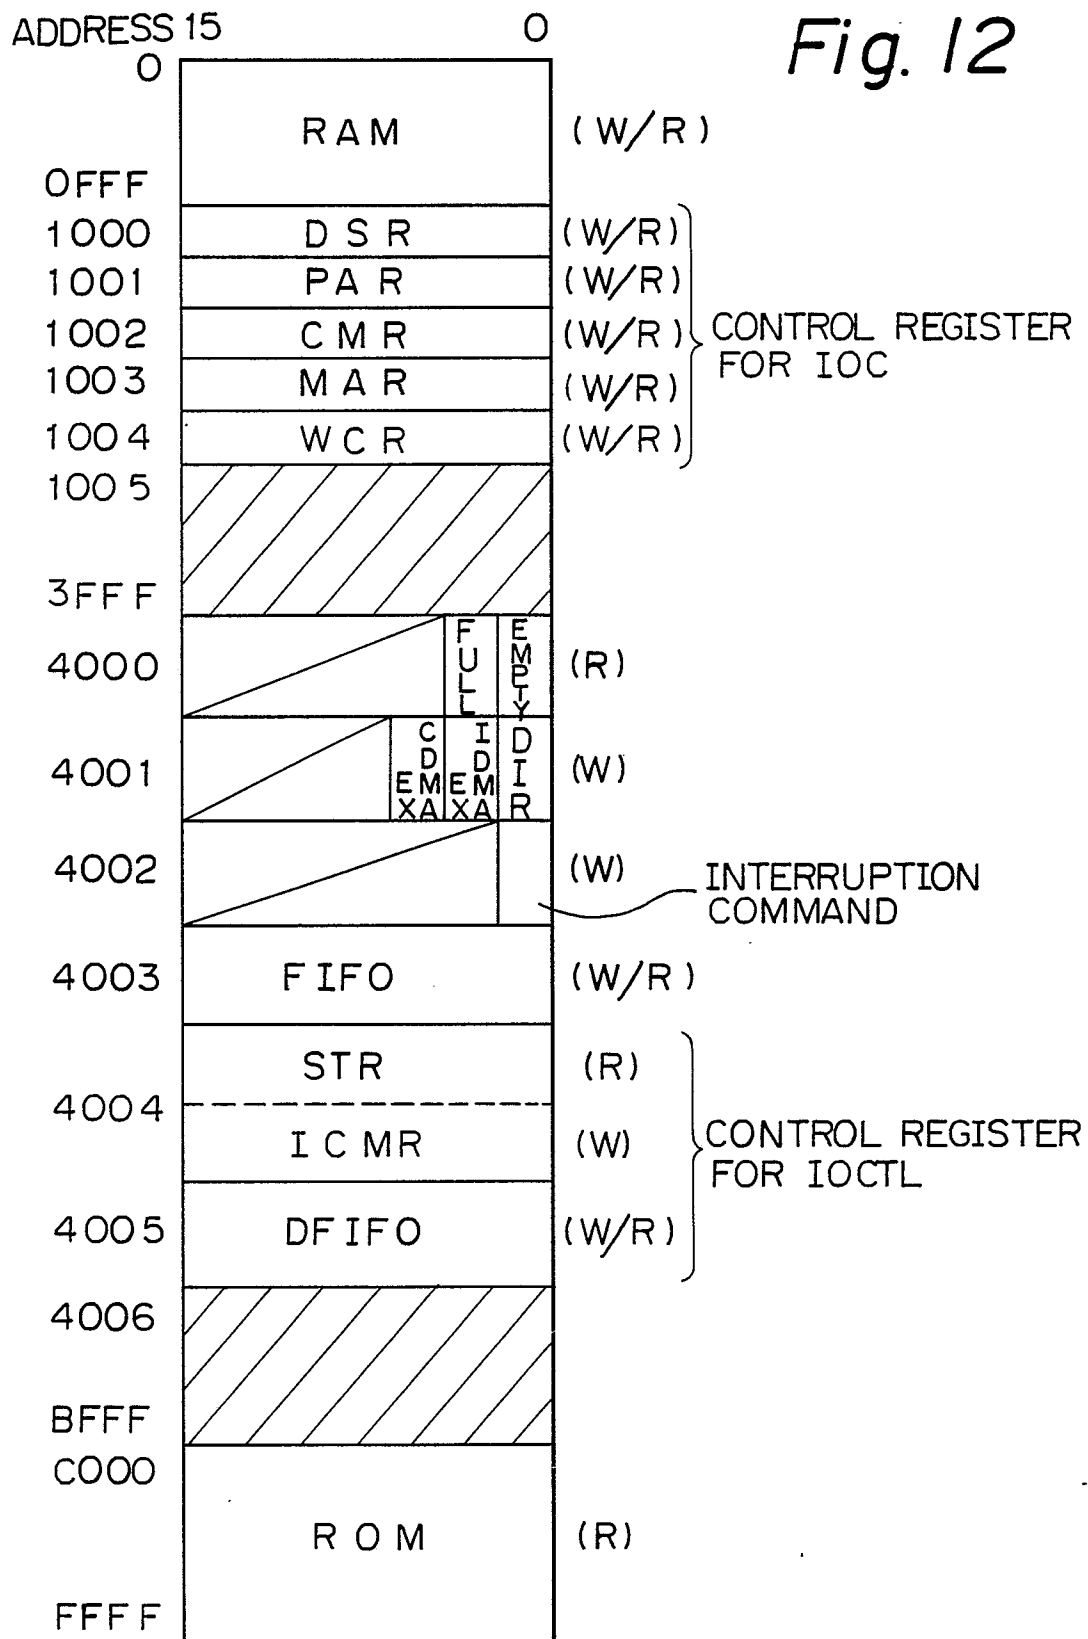 ADDRESS 15 0
Fig. 12
0
RAM (W/R)
0FFF
1000 DSR (W/R)
1001 PAR (W/R)
1002 CMR (W/R)
1003 MAR (W/R)
1004 WCR (W/R)
CONTROL REGISTER
FOR IOC
1005
3FFF
4000 FULL EMPTY (R)
4001 CDMA EX IDMA EX DIR (W)
4002 (W)
INTERRUPTION
COMMAND
4003 FIFO (W/R)
STR (R)
4004
ICMR (W)
CONTROL REGISTER
FOR IOCTL
4005 DFIFO (W/R)
4006
BFFF
C000
ROM (R)
FFFF